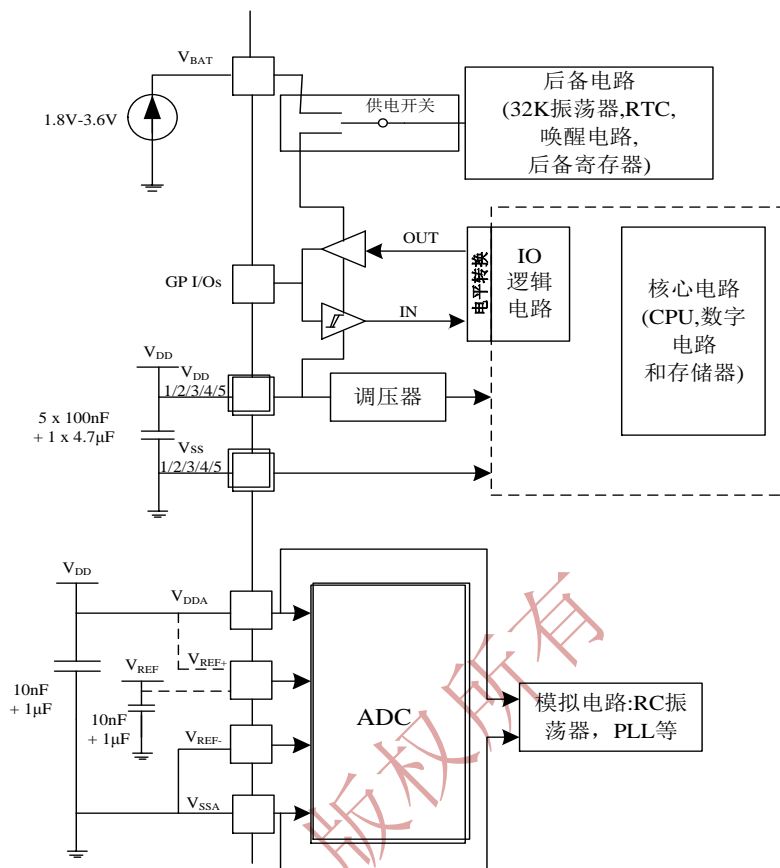 VBAT
1.8V-3.6V
供电开关
后备电路
(32K振荡器,RTC,
唤醒电路,
后备寄存器)
OUT
GP I/Os
IN
电平转换
IO
逻辑
电路
核心电路
(CPU,数字
电路
和存储器)
VDD
VDD
1/2/3/4/5
调压器
5 x 100nF
+ 1 x 4.7μF
VSS
1/2/3/4/5
VDD
VDDA
VREF+
VREF
10nF
+ 1μF
10nF
+ 1μF
VREF-
VSSA
ADC
模拟电路:RC振
荡器，PLL等
版权所有